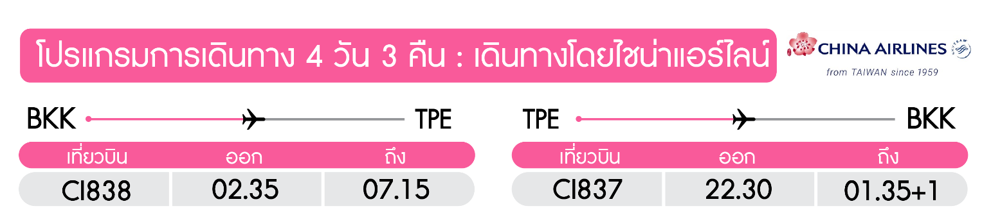 โปรแกรมการเดินทาง 4 วัน 3 คืน : เดินทางโดยไชน่าแอร์ไลน์
CHINA AIRLINES
SKYTEAM
from TAIWAN since 1959
BKK TPE
เที่ยวบิน ออก ถึง
CI838 02.35 07.15
TPE BKK
เที่ยวบิน ออก ถึง
CI837 22.30 01.35+1